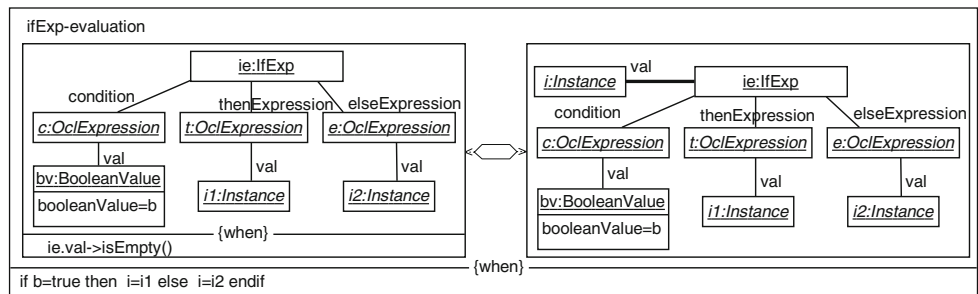 ifExp-evaluation
ie:IfExp
condition
thenExpression
elseExpression
c:OclExpression
t:OclExpression
e:OclExpression
val
val
val
bv:BooleanValue
i1:Instance
i2:Instance
booleanValue=b
{when}
ie.val->isEmpty()
val
i:Instance
ie:IfExp
condition
thenExpression
elseExpression
c:OclExpression
t:OclExpression
e:OclExpression
val
val
val
bv:BooleanValue
i1:Instance
i2:Instance
booleanValue=b
{when}
if b=true then i=i1 else i=i2 endif